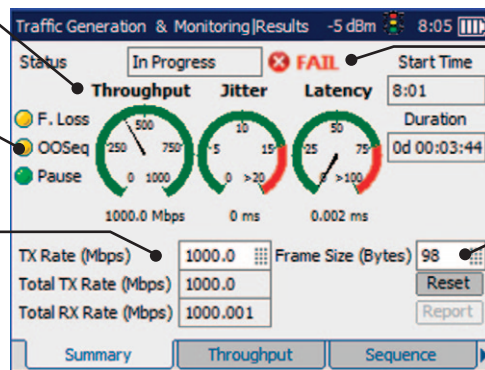 Traffic Generation & Monitoring|Results -5 dBm 8:05
Status In Progress FAIL Start Time
Throughput Jitter Latency 8:01
F. Loss Duration
OOSeq 0d 00:03:44
Pause
0 250 500 750 1000
0 5 10 15 >20
0 25 50 75 >100
1000.0 Mbps 0 ms 0.002 ms
TX Rate (Mbps) 1000.0 Frame Size (Bytes) 98
Total TX Rate (Mbps) 1000.0 Reset
Total RX Rate (Mbps) 1000.001 Report
Summary Throughput Sequence